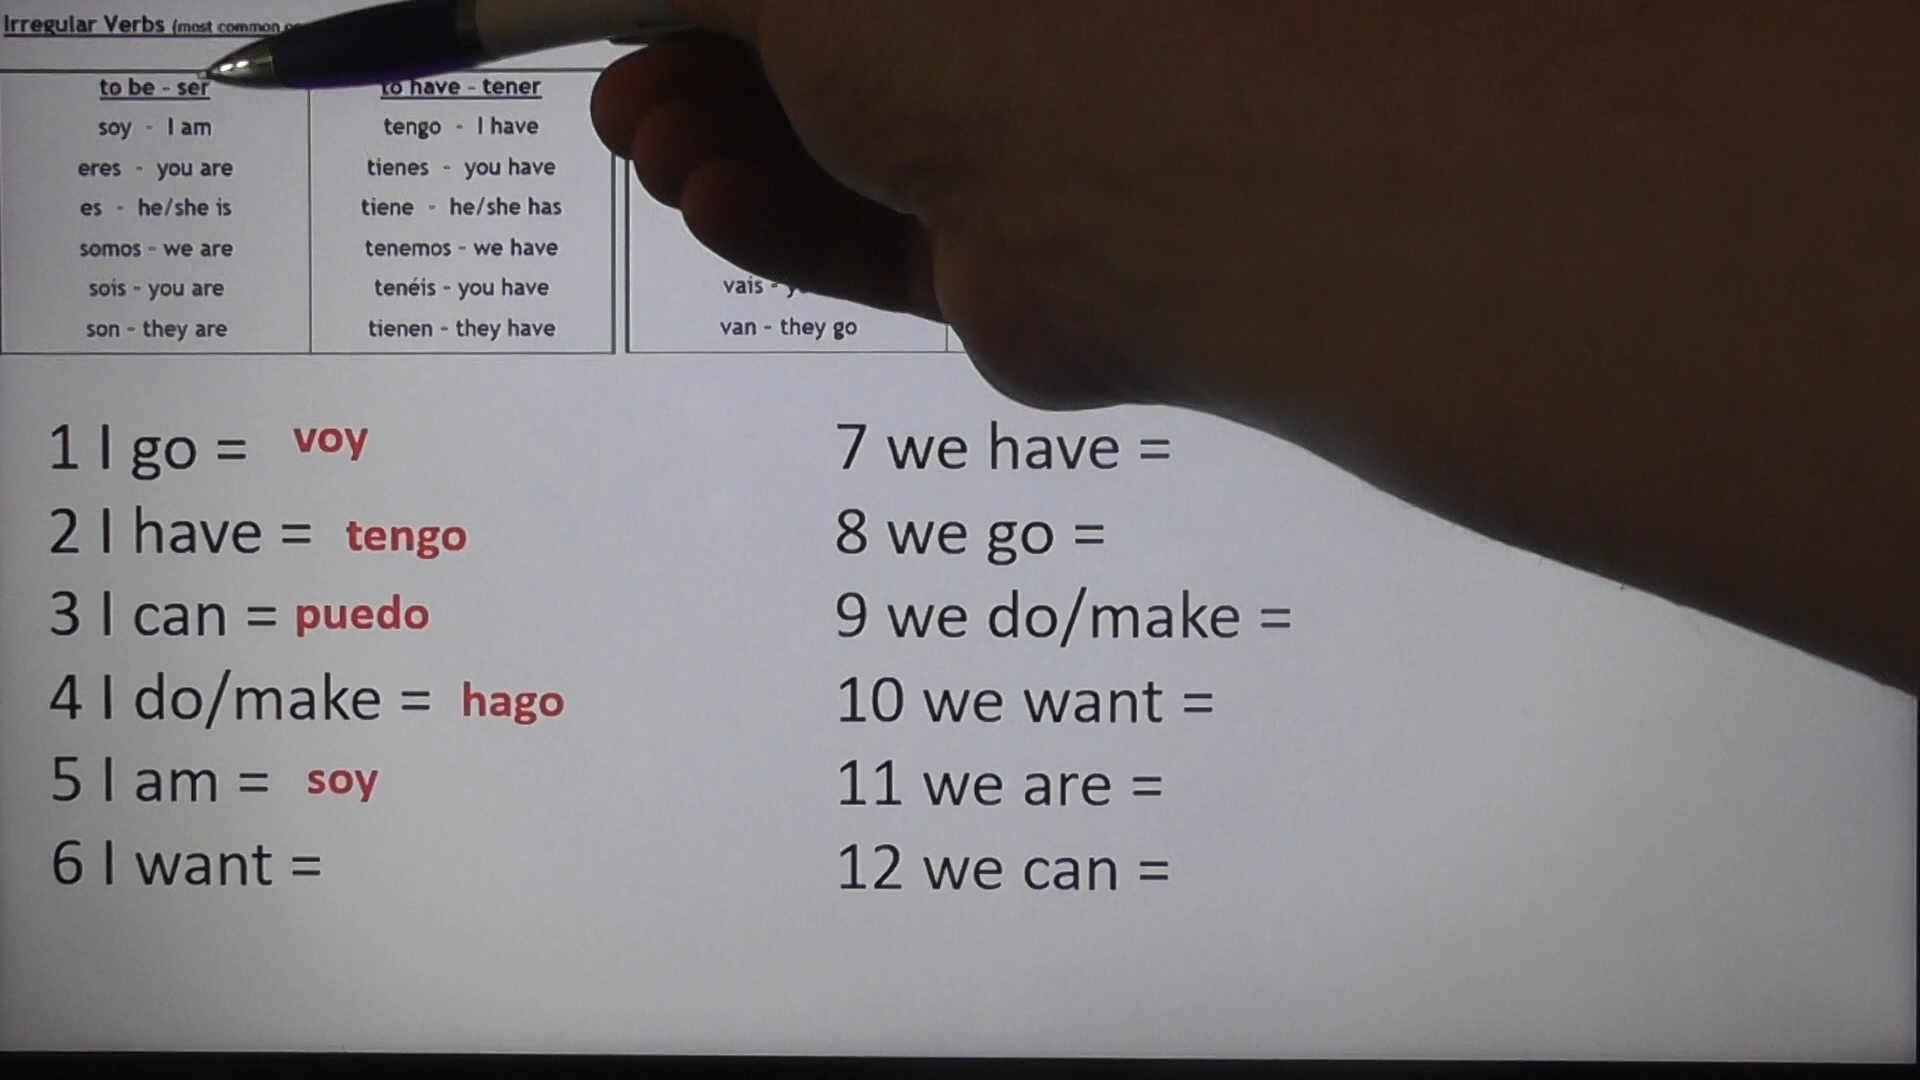 Irregular Verbs (most common
to be - ser
soy - I am
eres - you are
es - he/she is
somos - we are
sois - you are
son - they are
to have - tener
tengo - I have
tienes - you have
tiene - he/she has
tenemos - we have
tenéis - you have
tienen - they have
vais -
van - they go
1 I go = voy
2 I have = tengo
3 I can = puedo
4 I do/make = hago
5 I am = soy
6 I want =
7 we have =
8 we go =
9 we do/make =
10 we want =
11 we are =
12 we can =